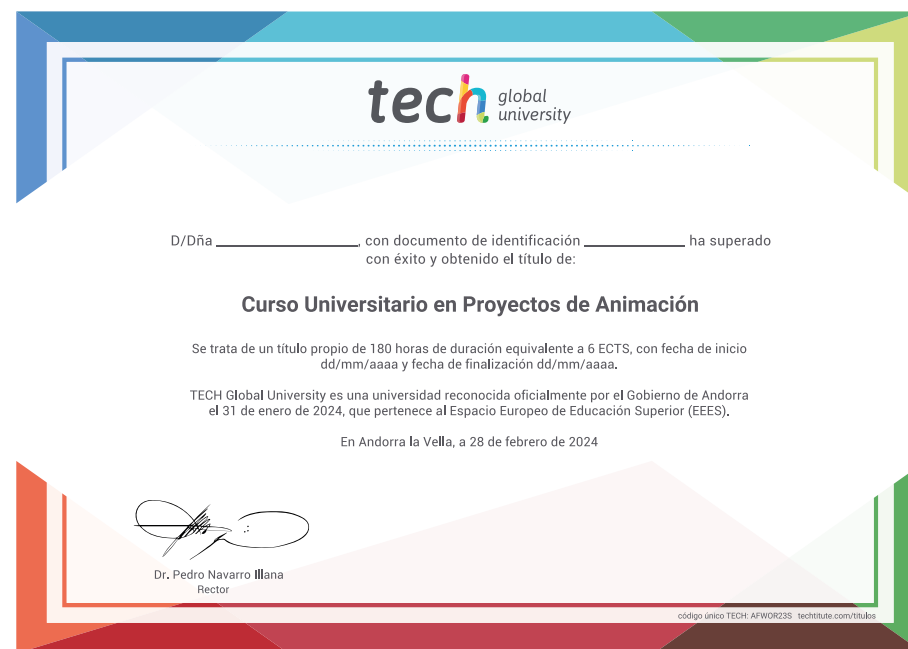 tech global
university
D/Dña ______________, con documento de identificación __________ ha superado
con éxito y obtenido el título de:
Curso Universitario en Proyectos de Animación
Se trata de un título propio de 180 horas de duración equivalente a 6 ECTS, con fecha de inicio
dd/mm/aaaa y fecha de finalización dd/mm/aaaa.
TECH Global University es una universidad reconocida oficialmente por el Gobierno de Andorra
el 31 de enero de 2024, que pertenece al Espacio Europeo de Educación Superior (EEES).
En Andorra la Vella, a 28 de febrero de 2024
Dr. Pedro Navarro Illana
Rector
código único TECH: AFWOR23S techtitute.com/titulos